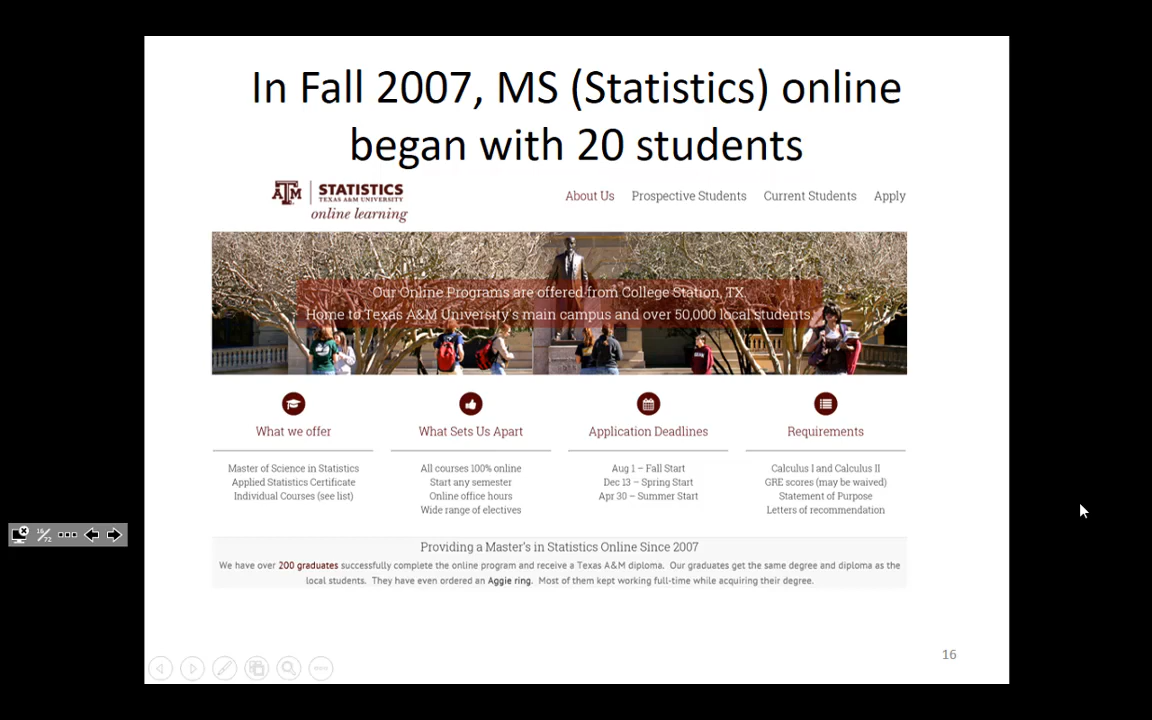 In Fall 2007, MS (Statistics) online
began with 20 students
ATM STATISTICS
TEXAS A&M UNIVERSITY
online learning
About Us Prospective Students Current Students Apply
Our Online Programs are offered from College Station, TX
Home to Texas A&M University's main campus and over 50,000 local students.
What we offer
Master of Science in Statistics
Applied Statistics Certificate
Individual Courses (see list)
What Sets Us Apart
All courses 100% online
Start any semester
Online office hours
Wide range of electives
Application Deadlines
Aug 1 – Fall Start
Dec 13 – Spring Start
Apr 30 – Summer Start
Requirements
Calculus I and Calculus II
GRE scores (may be waived)
Statement of Purpose
Letters of recommendation
Providing a Master's in Statistics Online Since 2007
We have over 200 graduates successfully complete the online program and receive a Texas A&M diploma. Our graduates get the same degree and diploma as the
local students. They have even ordered an Aggie ring. Most of them kept working full-time while acquiring their degree.
16/72
16